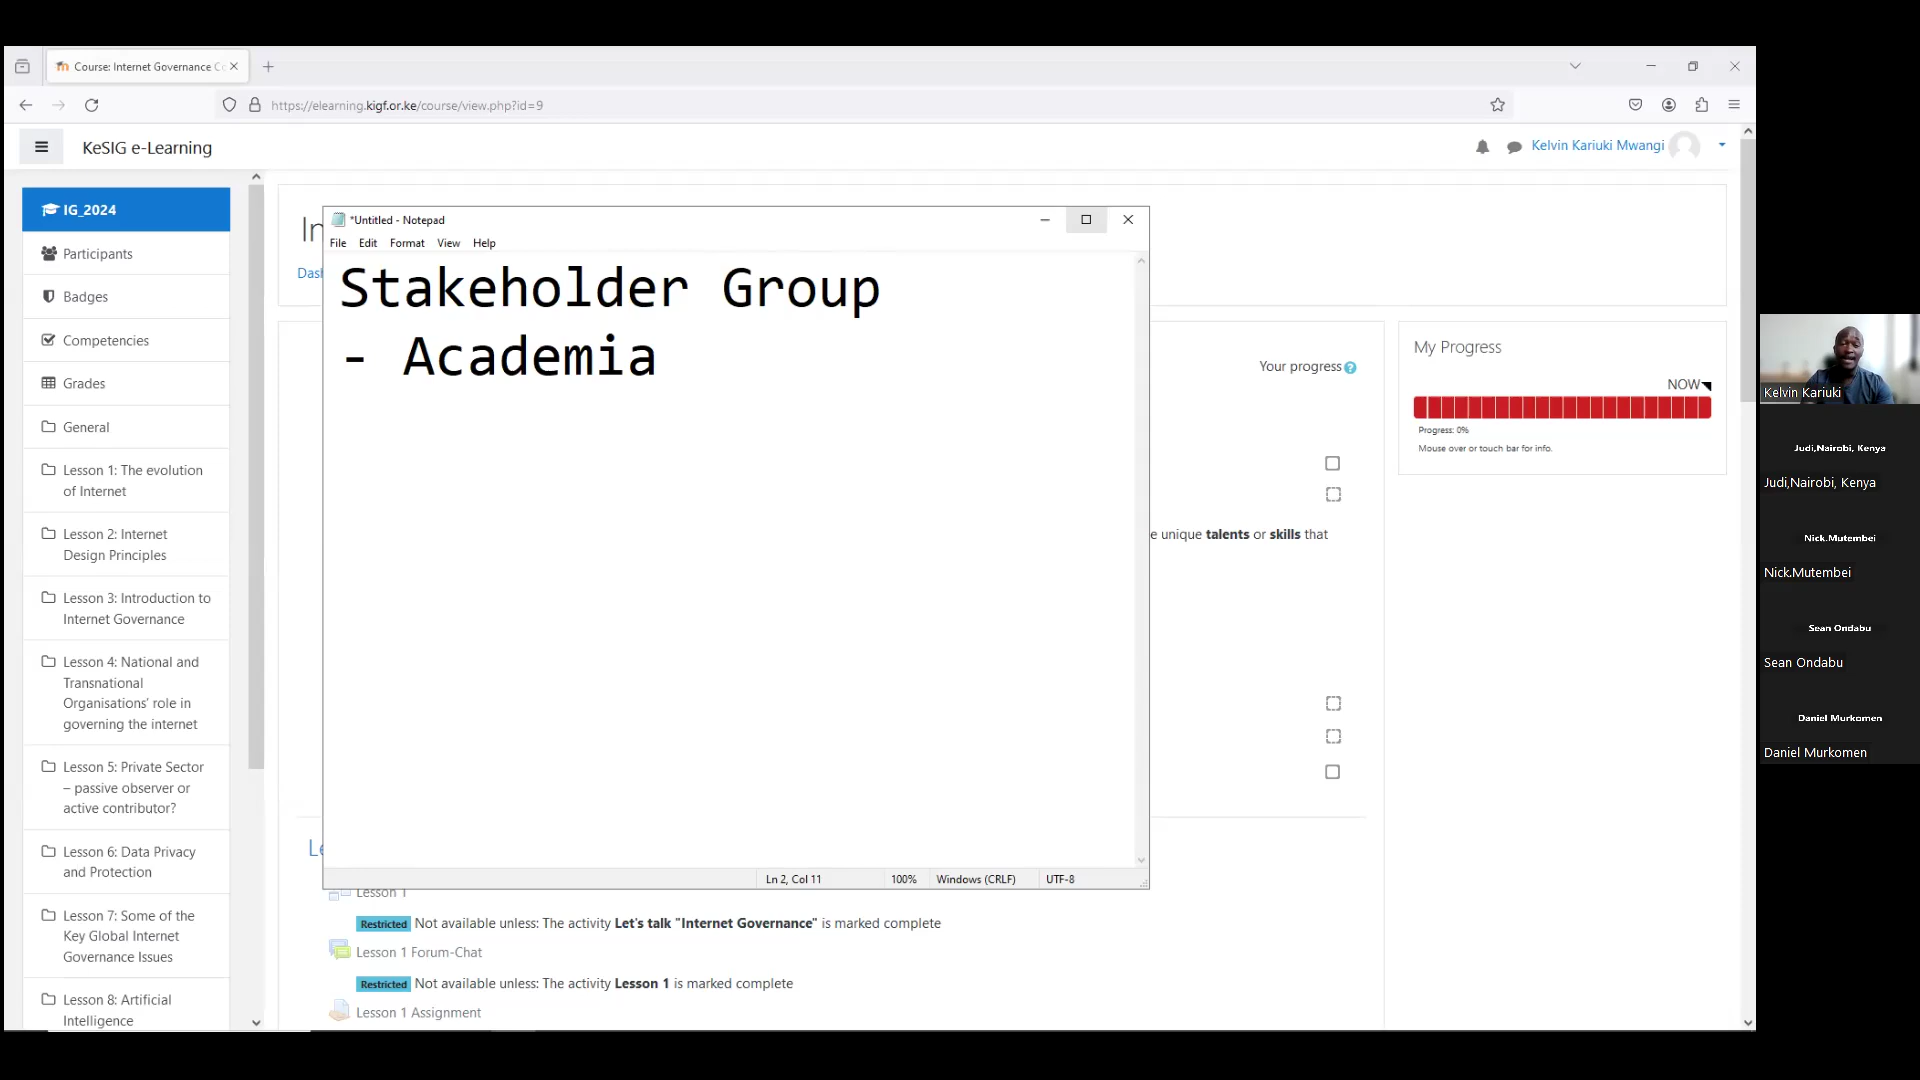 Course: Internet Governance Co
https://elearning.kigf.or.ke/course/view.php?id=9
KeSIG e-Learning
Kelvin Kariuki Mwangi
IG_2024
Participants
Badges
Competencies
Grades
General
Lesson 1: The evolution
of Internet
Lesson 2: Internet
Design Principles
Lesson 3: Introduction to
Internet Governance
Lesson 4: National and
Transnational
Organisations' role in
governing the internet
Lesson 5: Private Sector
– passive observer or
active contributor?
Lesson 6: Data Privacy
and Protection
Lesson 7: Some of the
Key Global Internet
Governance Issues
Lesson 8: Artificial
Intelligence
In
Dash
*Untitled - Notepad
File Edit Format View Help
Stakeholder Group
- Academia
Ln 2, Col 11 100% Windows (CRLF) UTF-8
Your progress
e unique talents or skills that
Le
Lesson 1
Restricted Not available unless: The activity Let's talk "Internet Governance" is marked complete
Lesson 1 Forum-Chat
Restricted Not available unless: The activity Lesson 1 is marked complete
Lesson 1 Assignment
My Progress
NOW
Progress: 0%
Mouse over or touch bar for info.
Kelvin Kariuki
Judi,Nairobi, Kenya
Judi,Nairobi, Kenya
Nick.Mutembei
Nick.Mutembei
Sean Ondabu
Sean Ondabu
Daniel Murkomen
Daniel Murkomen